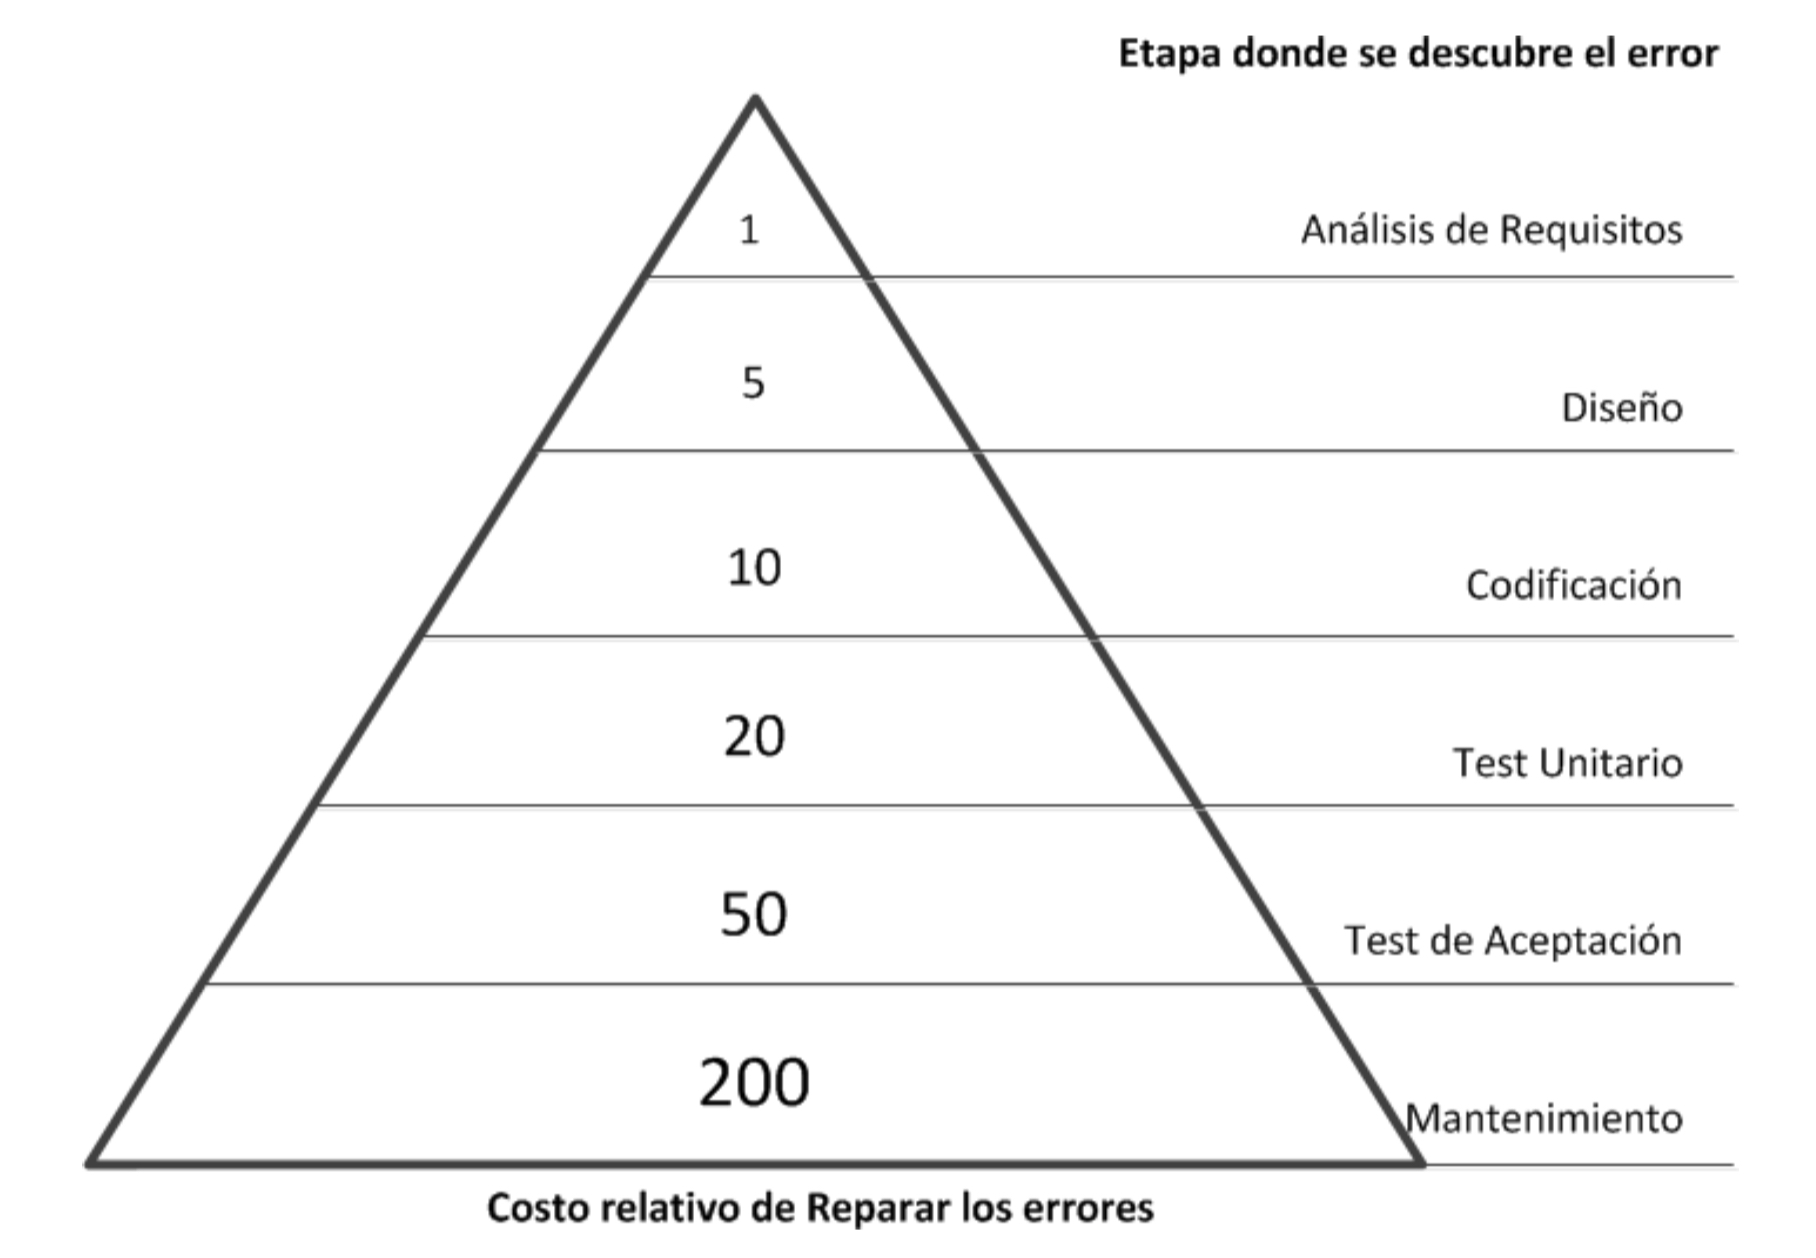 Etapa donde se descubre el error
1
Análisis de Requisitos
5
Diseño
10
Codificación
20
Test Unitario
50
Test de Aceptación
200
Mantenimiento
Costo relativo de Reparar los errores